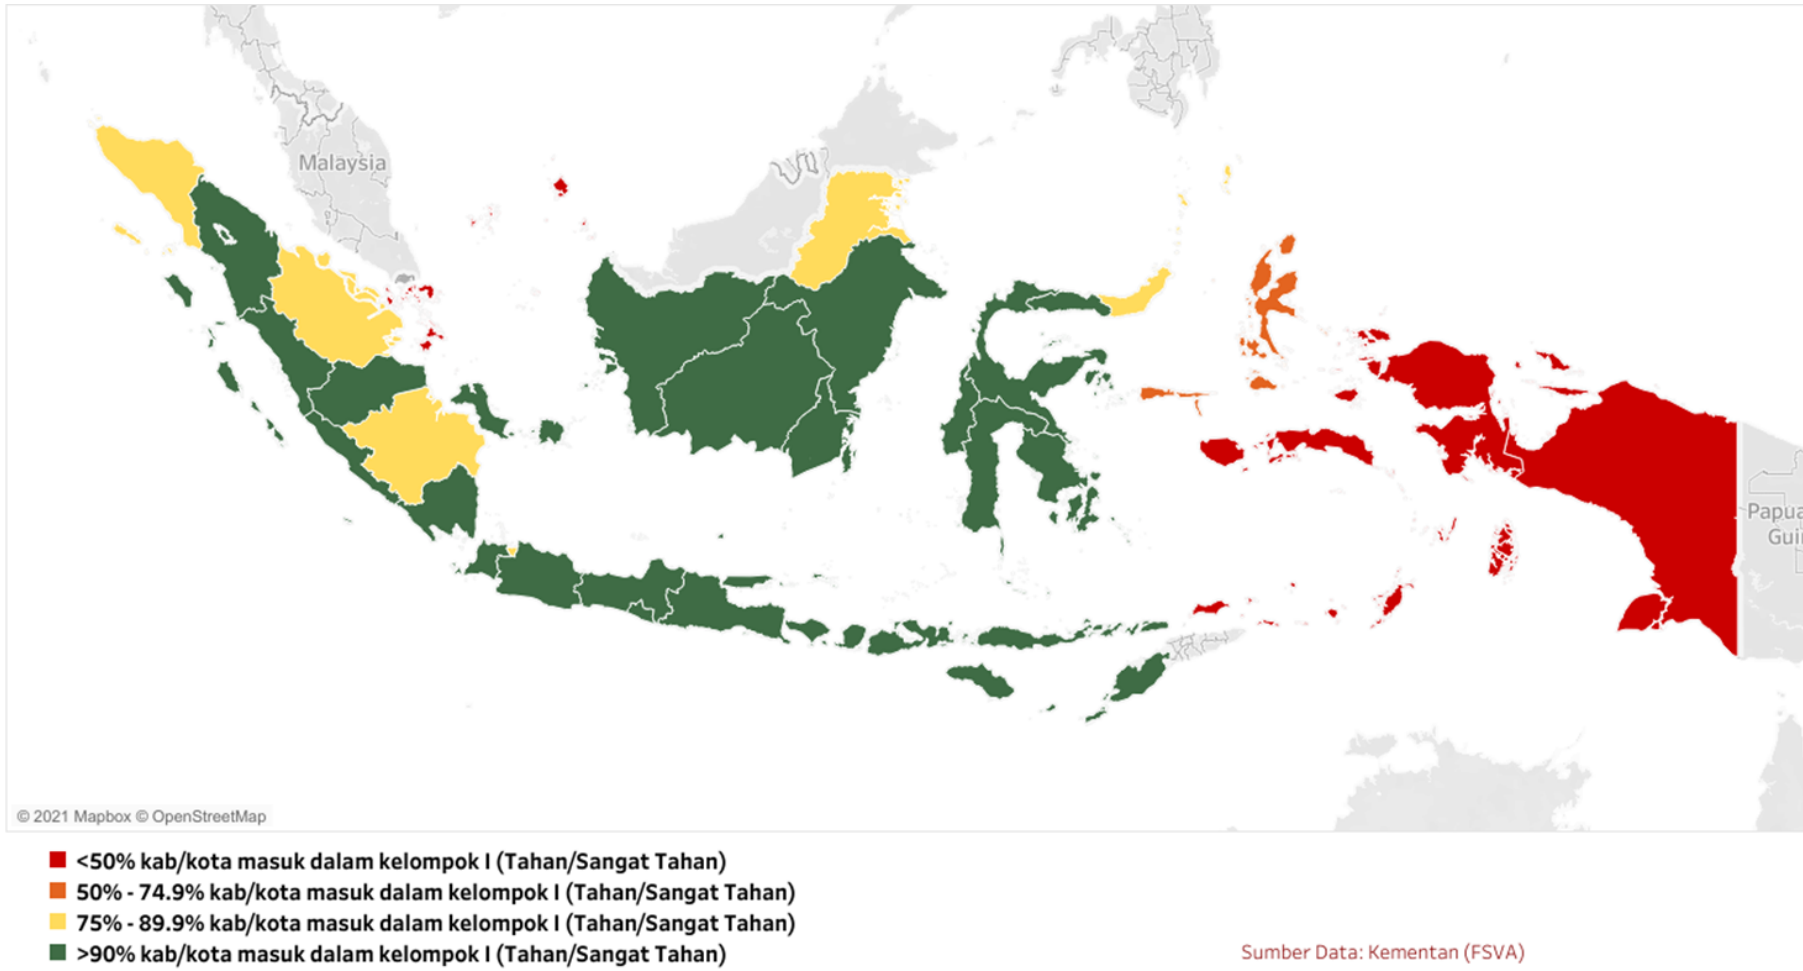 Malaysia
Papua
© 2021 Mapbox © OpenStreetMap
<50% kab/kota masuk dalam kelompok I (Tahan/Sangat Tahan)
50% - 74.9% kab/kota masuk dalam kelompok I (Tahan/Sangat Tahan)
75% - 89.9% kab/kota masuk dalam kelompok I (Tahan/Sangat Tahan)
>90% kab/kota masuk dalam kelompok I (Tahan/Sangat Tahan)
Sumber Data: Kementan (FSVA)